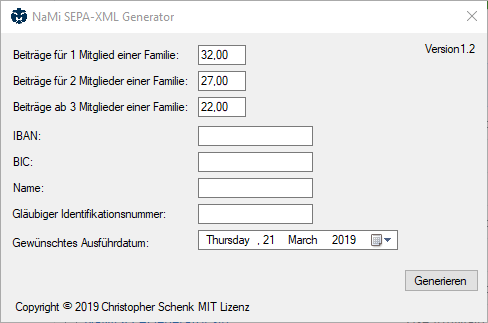 NaMi SEPA-XML Generator
Version1.2
Beiträge für 1 Mitglied einer Familie: 32,00
Beiträge für 2 Mitglieder einer Familie: 27,00
Beiträge ab 3 Mitglieder einer Familie: 22,00
IBAN:
BIC:
Name:
Gläubiger Identifikationsnummer:
Gewünschtes Ausführdatum: Thursday , 21 March 2019
Generieren
Copyright © 2019 Christopher Schenk MIT Lizenz